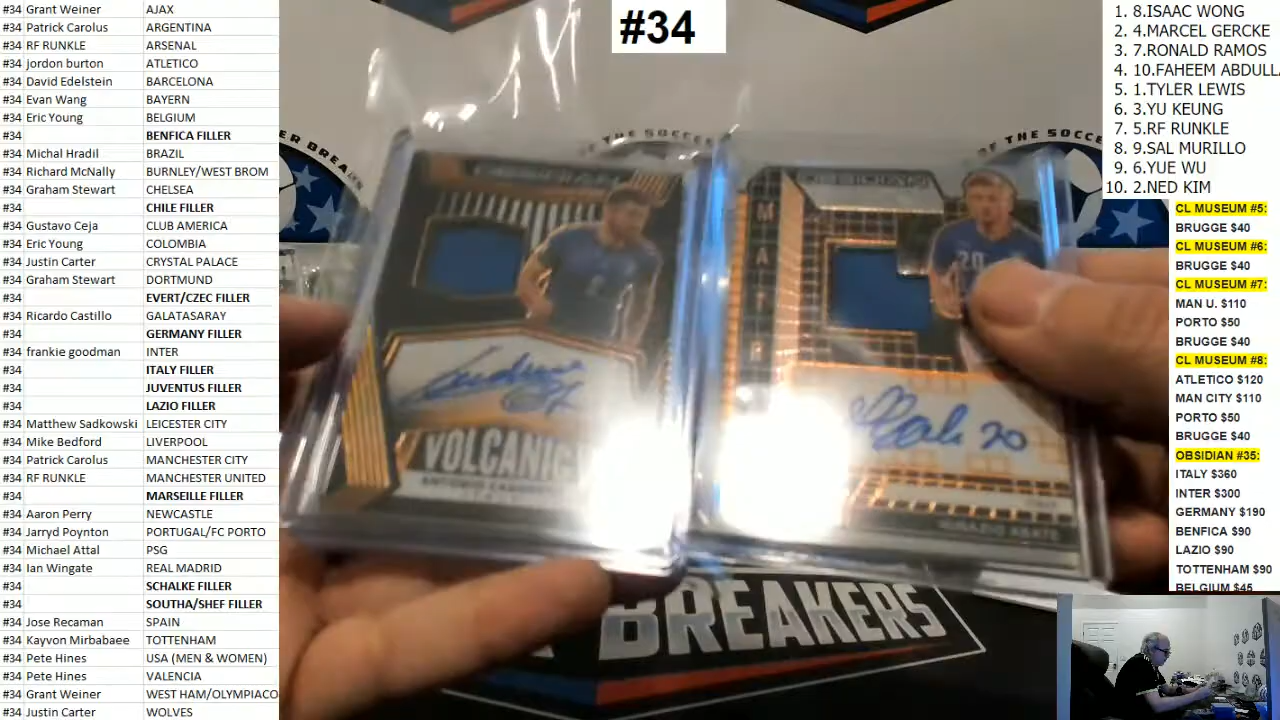 #34 Grant Weiner AJAX
#34 Patrick Carolus ARGENTINA
#34 RF RUNKLE ARSENAL
#34 jordon burton ATLETICO
#34 David Edelstein BARCELONA
#34 Evan Wang BAYERN
#34 Eric Young BELGIUM
#34 BENFICA FILLER
#34 Michal Hradil BRAZIL
#34 Richard McNally BURNLEY/WEST BROM
#34 Graham Stewart CHELSEA
#34 CHILE FILLER
#34 Gustavo Ceja CLUB AMERICA
#34 Eric Young COLOMBIA
#34 Justin Carter CRYSTAL PALACE
#34 Graham Stewart DORTMUND
#34 EVERT/CZEC FILLER
#34 Ricardo Castillo GALATASARAY
#34 GERMANY FILLER
#34 frankie goodman INTER
#34 ITALY FILLER
#34 JUVENTUS FILLER
#34 LAZIO FILLER
#34 Matthew Sadkowski LEICESTER CITY
#34 Mike Bedford LIVERPOOL
#34 Patrick Carolus MANCHESTER CITY
#34 RF RUNKLE MANCHESTER UNITED
#34 MARSEILLE FILLER
#34 Aaron Perry NEWCASTLE
#34 Jarryd Poynton PORTUGAL/FC PORTO
#34 Michael Attal PSG
#34 Ian Wingate REAL MADRID
#34 SCHALKE FILLER
#34 SOUTHA/SHEF FILLER
#34 Jose Recaman SPAIN
#34 Kayvon Mirbabaee TOTTENHAM
#34 Pete Hines USA (MEN & WOMEN)
#34 Pete Hines VALENCIA
#34 Grant Weiner WEST HAM/OLYMPIACO
#34 Justin Carter WOLVES
#34
ER BREAK
THE SOCCE
20
BREAKERS
1. 8.ISAAC WONG
2. 4.MARCEL GERCKE
3. 7.RONALD RAMOS
4. 10.FAHEEM ABDULL
5. 1.TYLER LEWIS
6. 3.YU KEUNG
7. 5.RF RUNKLE
8. 9.SAL MURILLO
9. 6.YUE WU
10. 2.NED KIM
CL MUSEUM #5:
BRUGGE $40
CL MUSEUM #6:
BRUGGE $40
CL MUSEUM #7:
MAN U. $110
PORTO $50
BRUGGE $40
CL MUSEUM #8:
ATLETICO $120
MAN CITY $110
PORTO $50
BRUGGE $40
OBSIDIAN #35:
ITALY $360
INTER $300
GERMANY $190
BENFICA $90
LAZIO $90
TOTTENHAM $90
BELGIUM $45